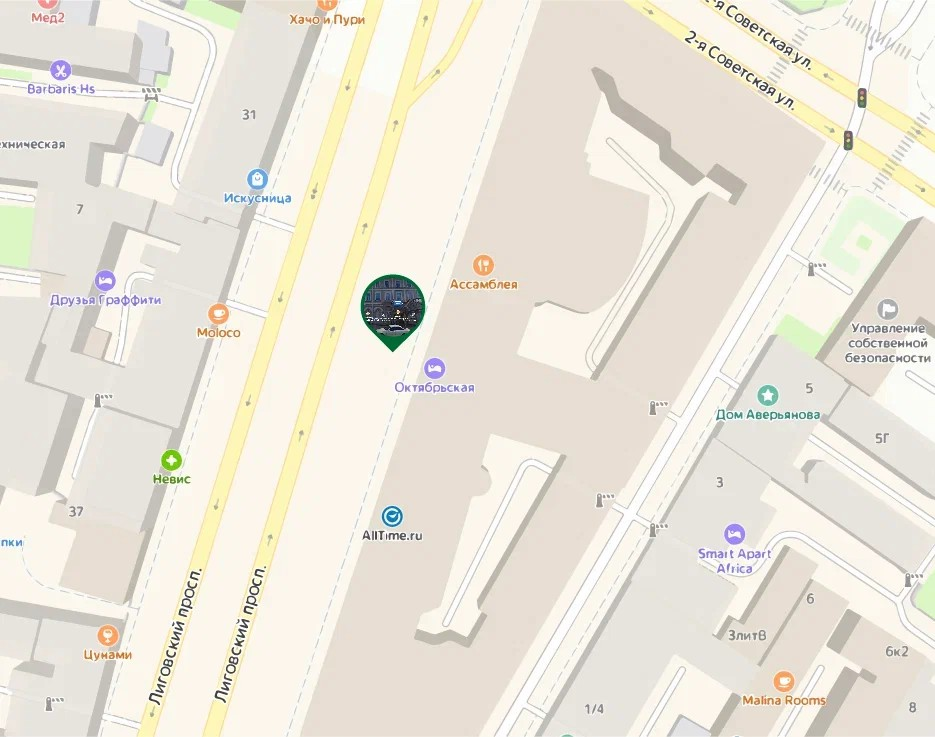 Мед2
Хачо и Пури
2-я Советская ул.
2-я Советская ул.
Barbaris Hs
31
ехническая
Искусница
7
Друзья Граффити
Moloco
Ассамблея
Управление
собственной
безопасности
Октябрьская
Дом Аверьянова
5
5Г
Невис
3
37
AllTime.ru
пки
Smart Apart
Africa
Лиговский просп.
Лиговский просп.
6
3литВ
6к2
Цунами
Malina Rooms
1/4
8